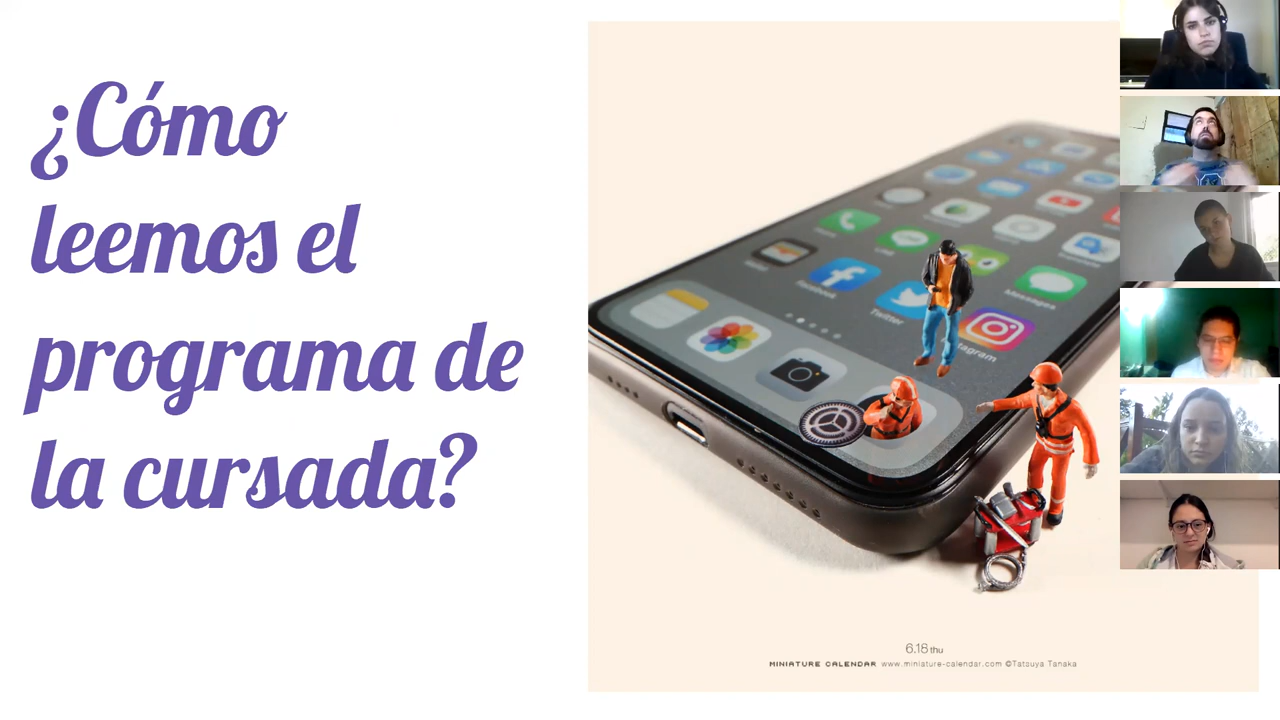 ¿Cómo
leemos el
programa de
la cursada?
Facebook
Twitter
Messages
6.18 thu
MINIATURE CALENDAR www.miniature-calendar.com ©Tatsuya Tanaka